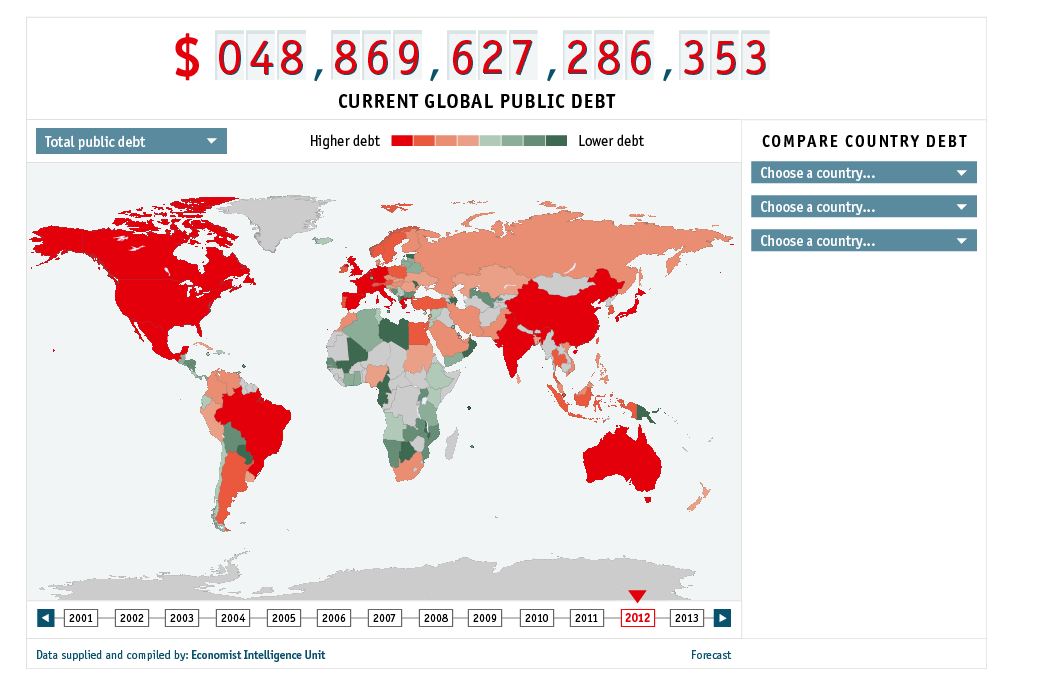 $ 048,869,627,286,353
CURRENT GLOBAL PUBLIC DEBT
Total public debt
Higher debt Lower debt
COMPARE COUNTRY DEBT
Choose a country...
Choose a country...
Choose a country...
2001 2002 2003 2004 2005 2006 2007 2008 2009 2010 2011 2012 2013
Data supplied and compiled by: Economist Intelligence Unit Forecast